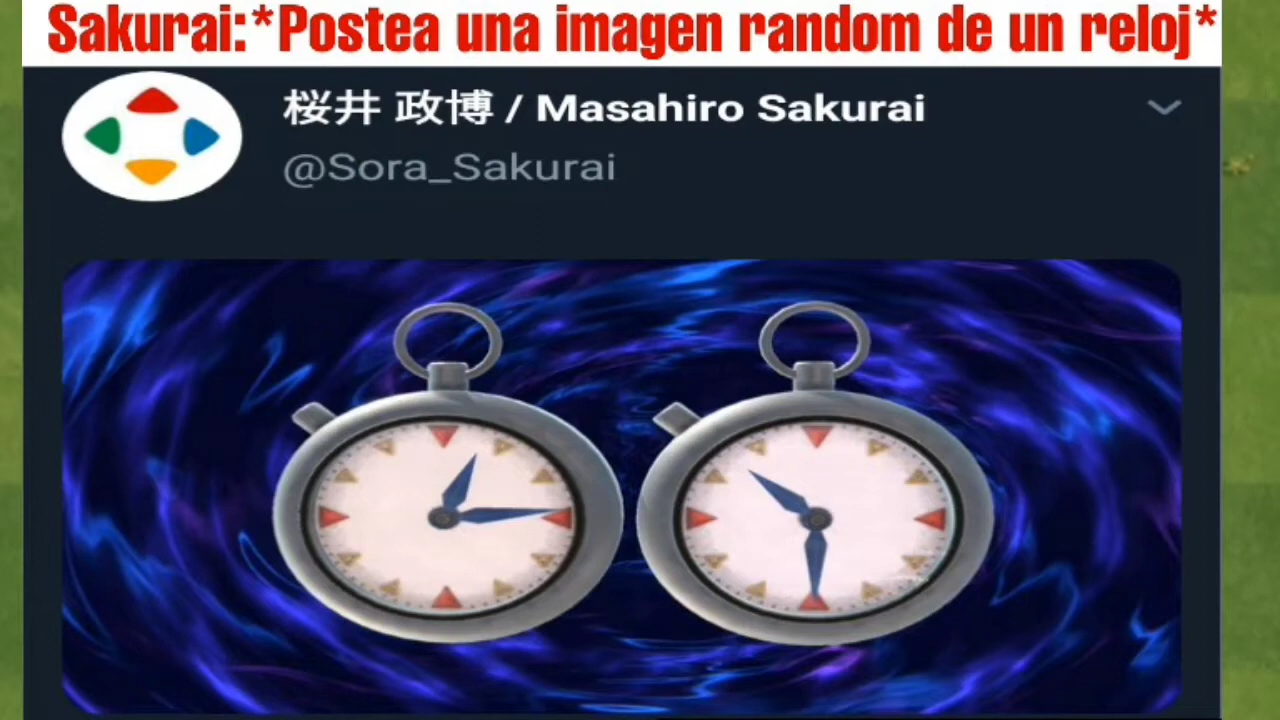 Sakurai:*Postea una imagen random de un reloj*
桜井 政博 / Masahiro Sakurai
@Sora_Sakurai